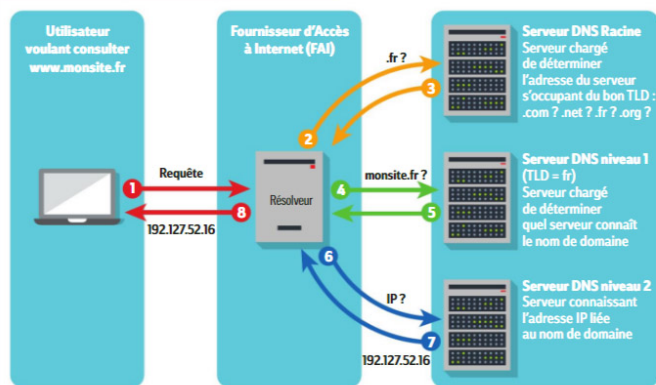 Utilisateur
voulant consulter
www.monsite.fr
Fournisseur d'Accès
à Internet (FAI)
Serveur DNS Racine
Serveur chargé
de déterminer
l'adresse du serveur
s'occupant du bon TLD :
.com ? .net ? .fr ? .org ?
.fr ?
2
3
Requête
1
8
192.127.52.16
Résolveur
monsite.fr ?
4
5
Serveur DNS niveau 1
(TLD = fr)
Serveur chargé
de déterminer
quel serveur connaît
le nom de domaine
6
IP ?
7
192.127.52.16
Serveur DNS niveau 2
Serveur connaissant
l'adresse IP liée
au nom de domaine